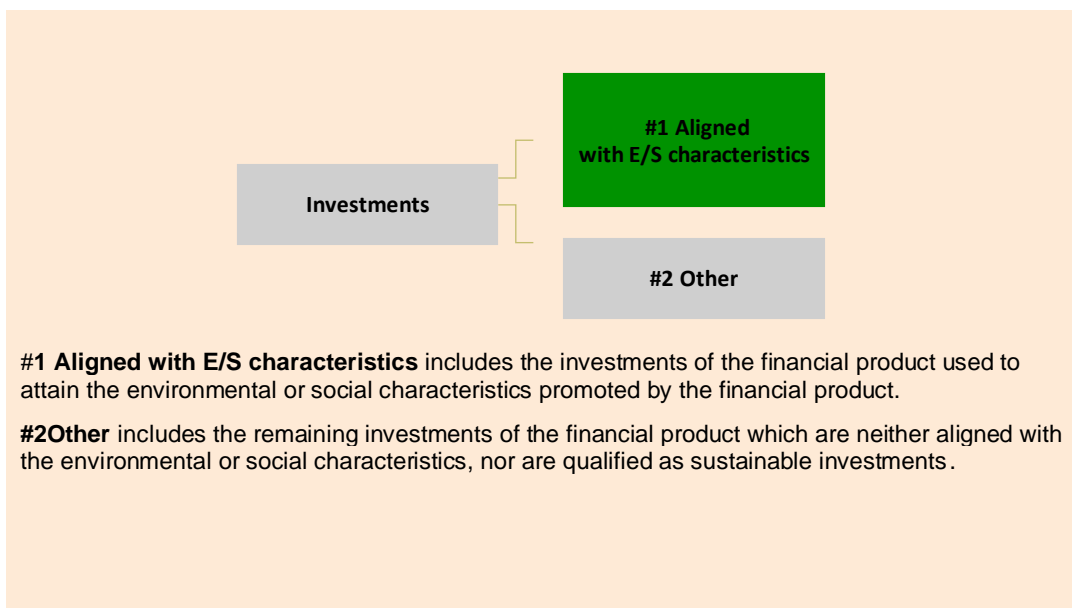 #1 Aligned
with E/S characteristics
Investments
#2 Other
#1 Aligned with E/S characteristics includes the investments of the financial product used to
attain the environmental or social characteristics promoted by the financial product.
#2Other includes the remaining investments of the financial product which are neither aligned with
the environmental or social characteristics, nor are qualified as sustainable investments.